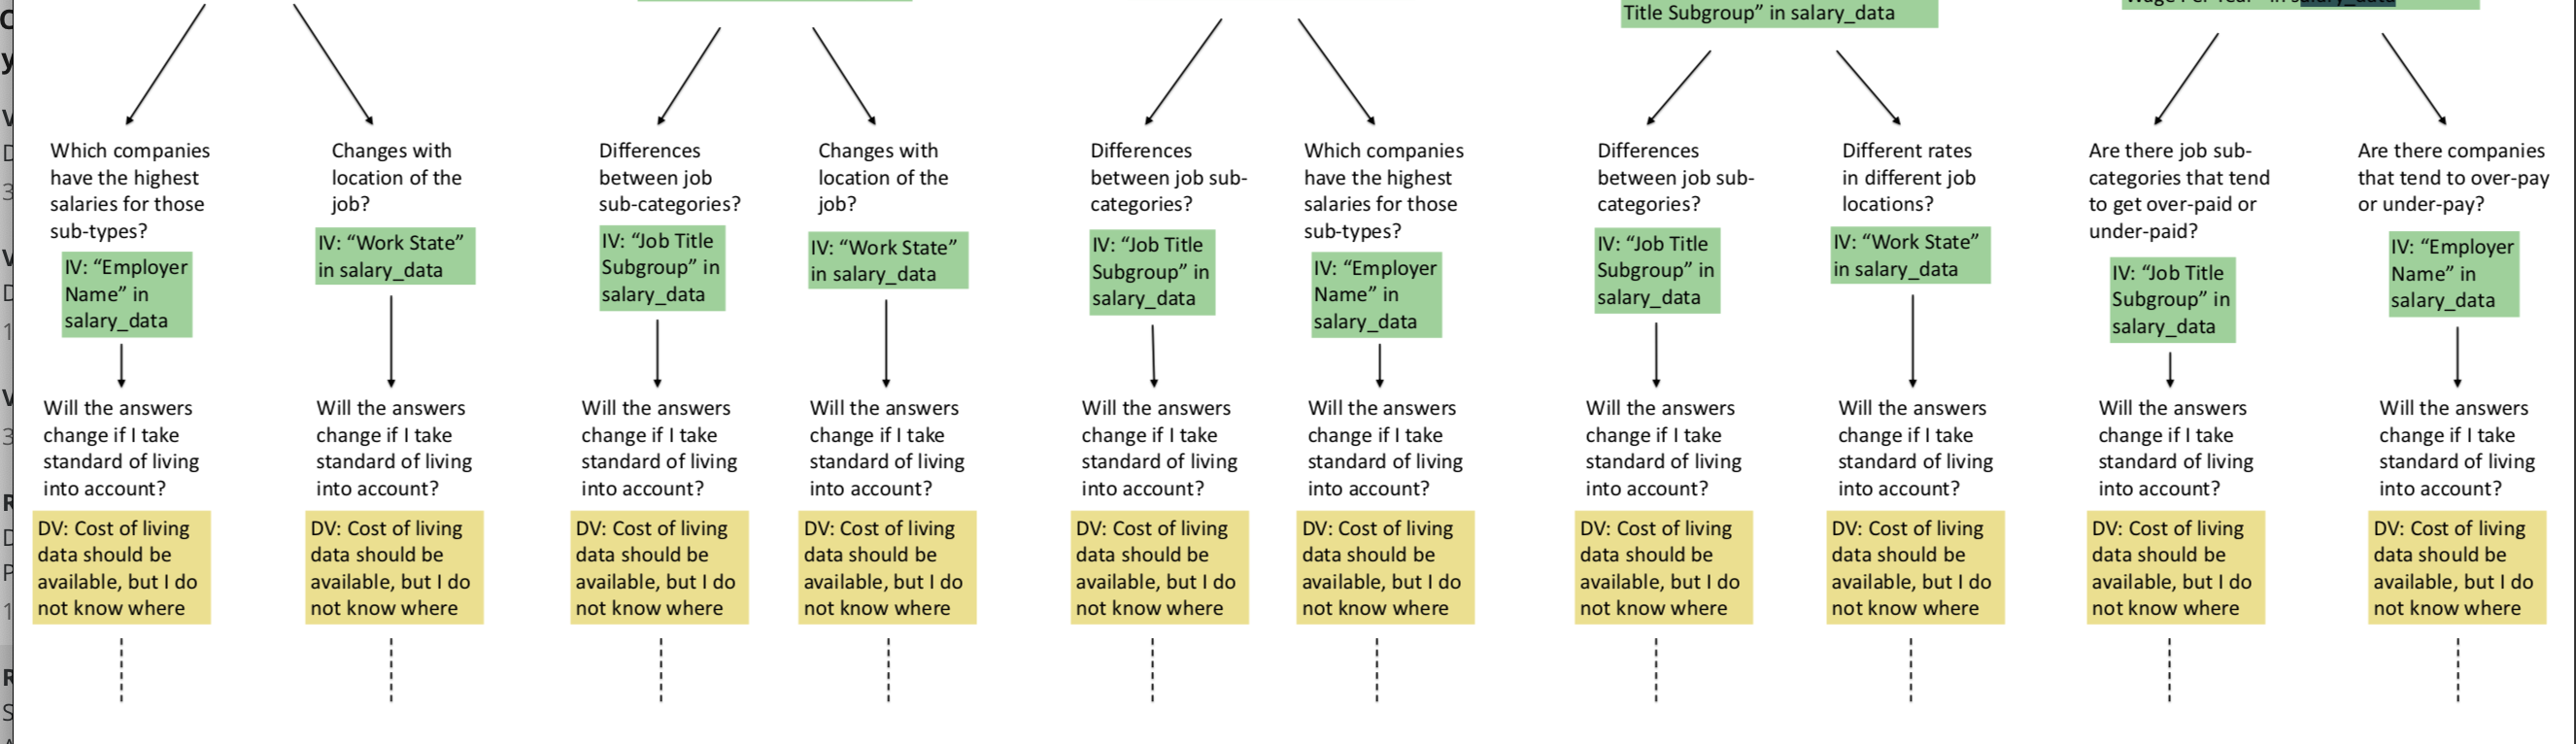 Title Subgroup” in salary_data
Wage Per Year” in salary_data
Which companies
have the highest
salaries for those
sub-types?
IV: “Employer
Name” in
salary_data
Will the answers
change if I take
standard of living
into account?
DV: Cost of living
data should be
available, but I do
not know where
Changes with
location of the
job?
IV: “Work State”
in salary_data
Will the answers
change if I take
standard of living
into account?
DV: Cost of living
data should be
available, but I do
not know where
Differences
between job
sub-categories?
IV: “Job Title
Subgroup” in
salary_data
Will the answers
change if I take
standard of living
into account?
DV: Cost of living
data should be
available, but I do
not know where
Changes with
location of the
job?
IV: “Work State”
in salary_data
Will the answers
change if I take
standard of living
into account?
DV: Cost of living
data should be
available, but I do
not know where
Differences
between job sub-
categories?
IV: “Job Title
Subgroup” in
salary_data
Will the answers
change if I take
standard of living
into account?
DV: Cost of living
data should be
available, but I do
not know where
Which companies
have the highest
salaries for those
sub-types?
IV: “Employer
Name” in
salary_data
Will the answers
change if I take
standard of living
into account?
DV: Cost of living
data should be
available, but I do
not know where
Differences
between job sub-
categories?
IV: “Job Title
Subgroup” in
salary_data
Will the answers
change if I take
standard of living
into account?
DV: Cost of living
data should be
available, but I do
not know where
Different rates
in different job
locations?
IV: “Work State”
in salary_data
Will the answers
change if I take
standard of living
into account?
DV: Cost of living
data should be
available, but I do
not know where
Are there job sub-
categories that tend
to get over-paid or
under-paid?
IV: “Job Title
Subgroup” in
salary_data
Will the answers
change if I take
standard of living
into account?
DV: Cost of living
data should be
available, but I do
not know where
Are there companies
that tend to over-pay
or under-pay?
IV: “Employer
Name” in
salary_data
Will the answers
change if I take
standard of living
into account?
DV: Cost of living
data should be
available, but I do
not know where